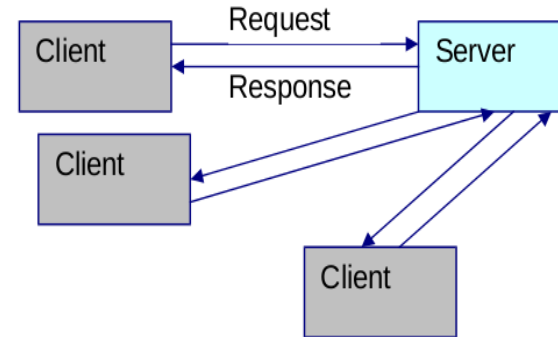 Request
Client
Server
Response
Client
Client